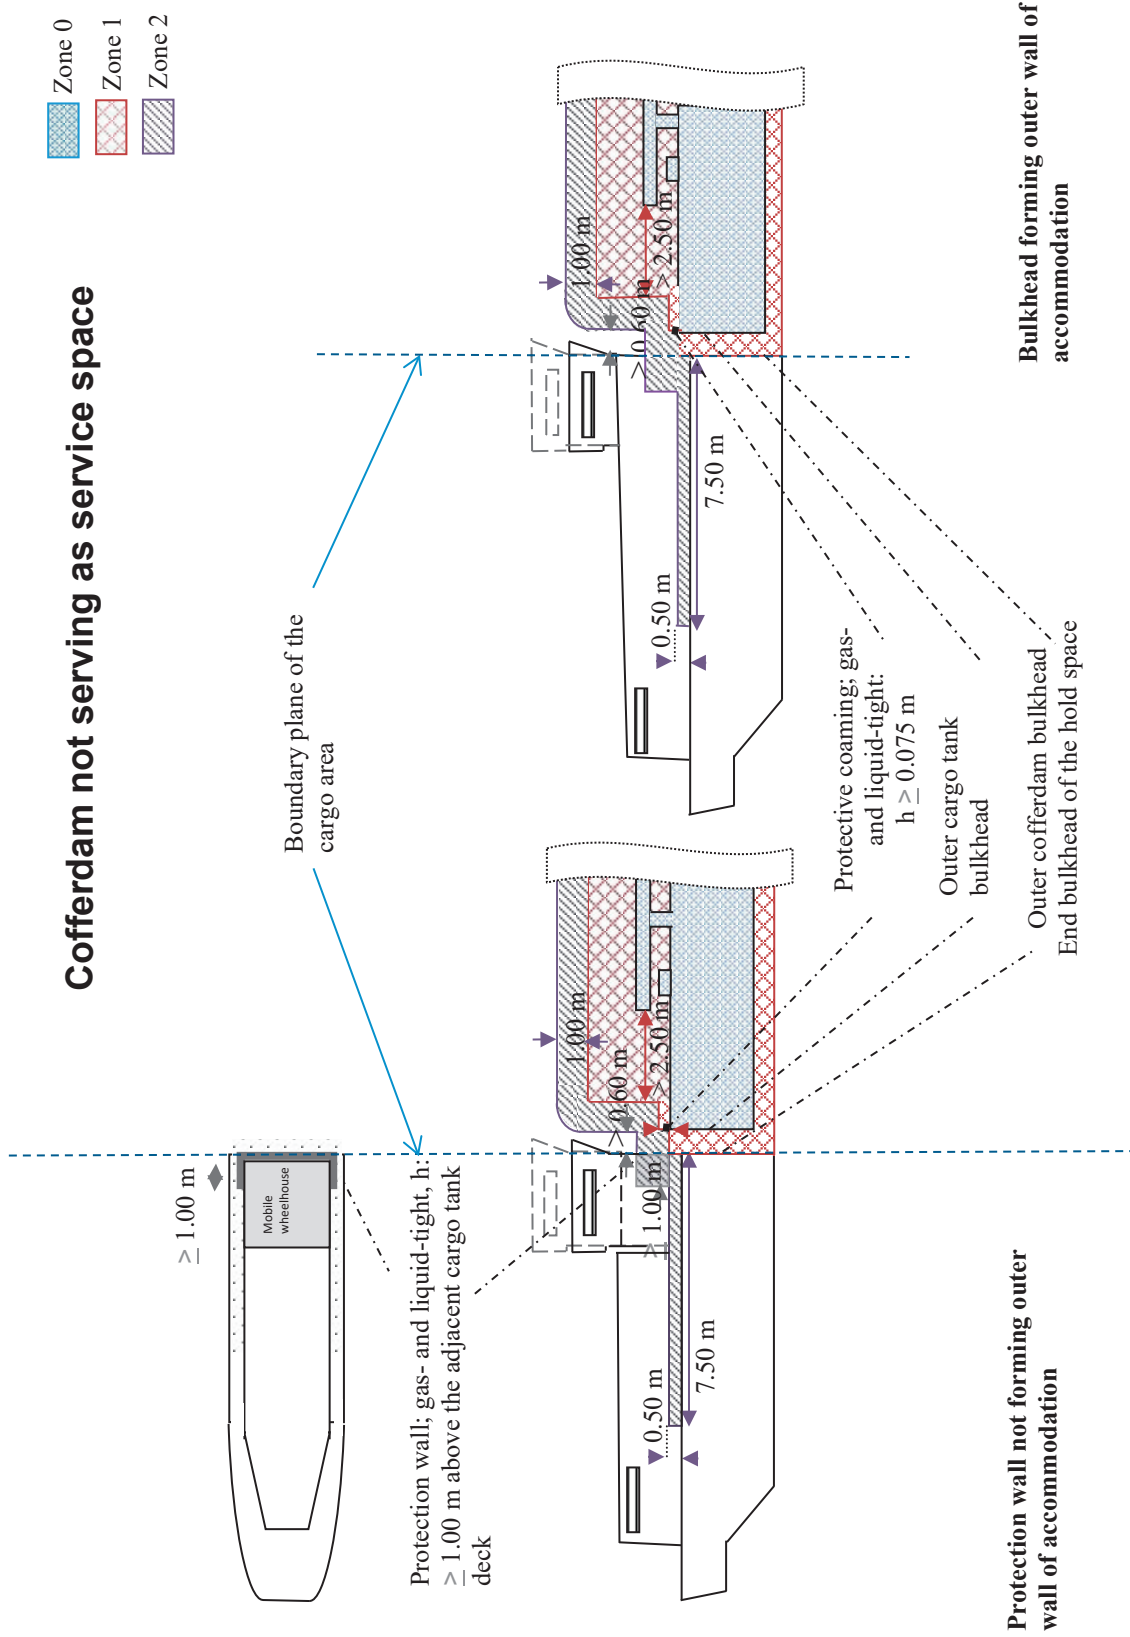 Cofferdam not serving as service space
Zone 0
Zone 1
Zone 2
Boundary plane of the
cargo area
≥ 1.00 m
Mobile
wheelhouse
Protection wall; gas- and liquid-tight, h:
≥ 1.00 m above the adjacent cargo tank
deck
1.00 m
> 0.60 m
> 2.50 m
≥ 1.00 m
0.50 m
7.50 m
1.00 m
> 0.60 m
> 2.50 m
0.50 m
7.50 m
Protective coaming; gas-
and liquid-tight:
h ≥ 0.075 m
Outer cargo tank
bulkhead
Outer cofferdam bulkhead
End bulkhead of the hold space
Protection wall not forming outer
wall of accommodation
Bulkhead forming outer wall of
accommodation